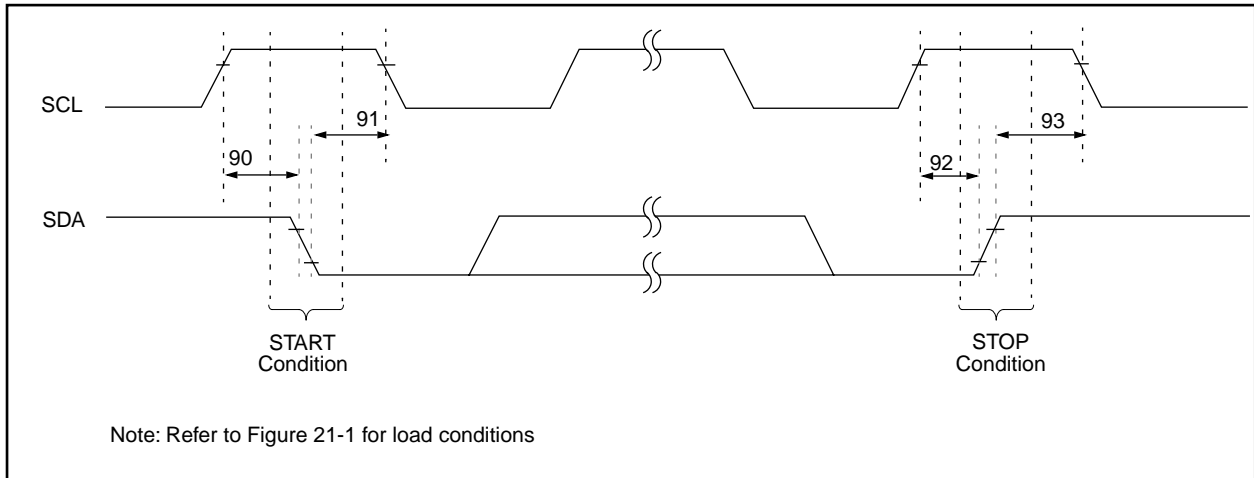 SCL
91
93
90
92
SDA
START
Condition
STOP
Condition
Note: Refer to Figure 21-1 for load conditions